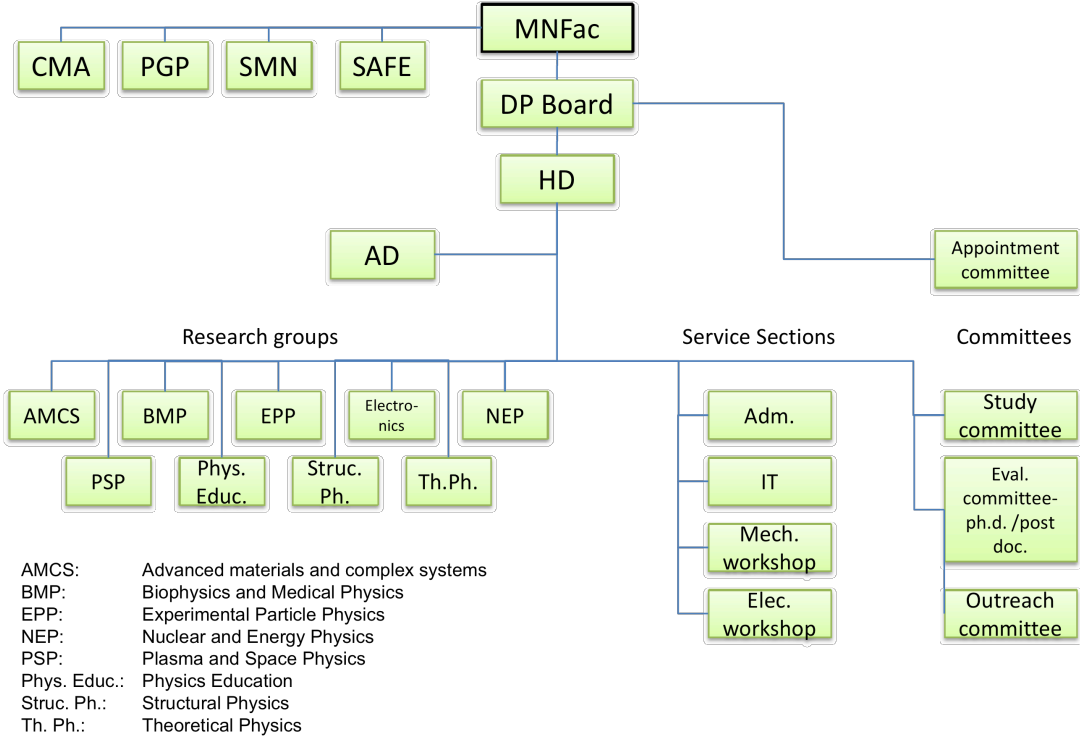 MNFac
CMA
PGP
SMN
SAFE
DP Board
HD
AD
Appointment
committee
Research groups
Service Sections
Committees
AMCS
BMP
EPP
Electro-
nics
NEP
PSP
Phys.
Educ.
Struc.
Ph.
Th.Ph.
Adm.
IT
Mech.
workshop
Elec.
workshop
Study
committee
Eval.
committee-
ph.d. /post
doc.
Outreach
committee
AMCS: Advanced materials and complex systems
BMP: Biophysics and Medical Physics
EPP: Experimental Particle Physics
NEP: Nuclear and Energy Physics
PSP: Plasma and Space Physics
Phys. Educ.: Physics Education
Struc. Ph.: Structural Physics
Th. Ph.: Theoretical Physics